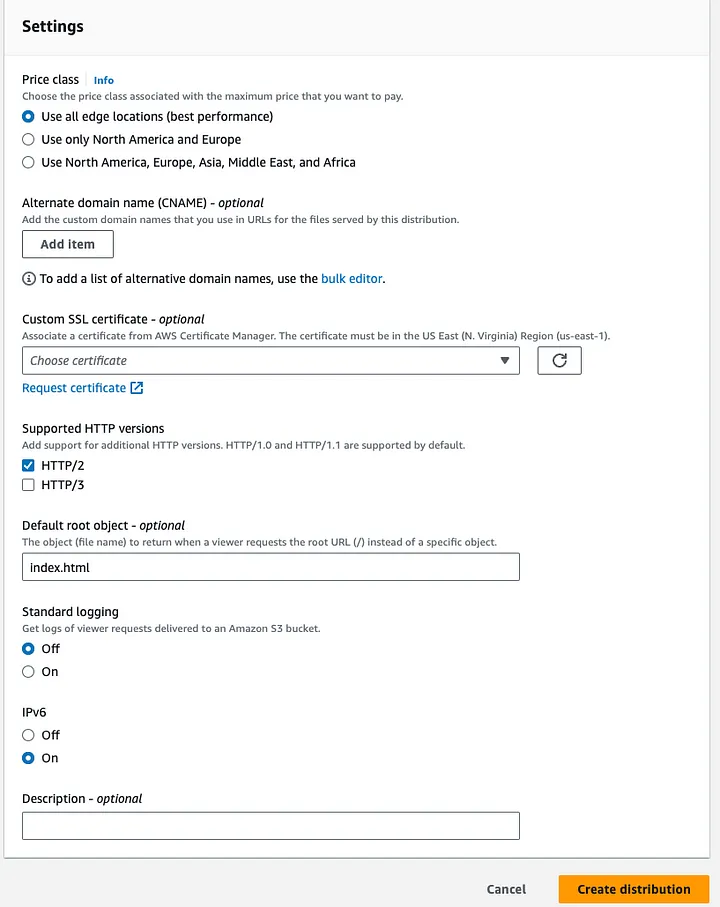 Settings
Price class Info
Choose the price class associated with the maximum price that you want to pay.
Use all edge locations (best performance)
Use only North America and Europe
Use North America, Europe, Asia, Middle East, and Africa
Alternate domain name (CNAME) - optional
Add the custom domain names that you use in URLs for the files served by this distribution.
Add item
To add a list of alternative domain names, use the bulk editor.
Custom SSL certificate - optional
Associate a certificate from AWS Certificate Manager. The certificate must be in the US East (N. Virginia) Region (us-east-1).
Choose certificate
Request certificate
Supported HTTP versions
Add support for additional HTTP versions. HTTP/1.0 and HTTP/1.1 are supported by default.
HTTP/2
HTTP/3
Default root object - optional
The object (file name) to return when a viewer requests the root URL (/) instead of a specific object.
index.html
Standard logging
Get logs of viewer requests delivered to an Amazon S3 bucket.
Off
On
IPv6
Off
On
Description - optional
Cancel Create distribution